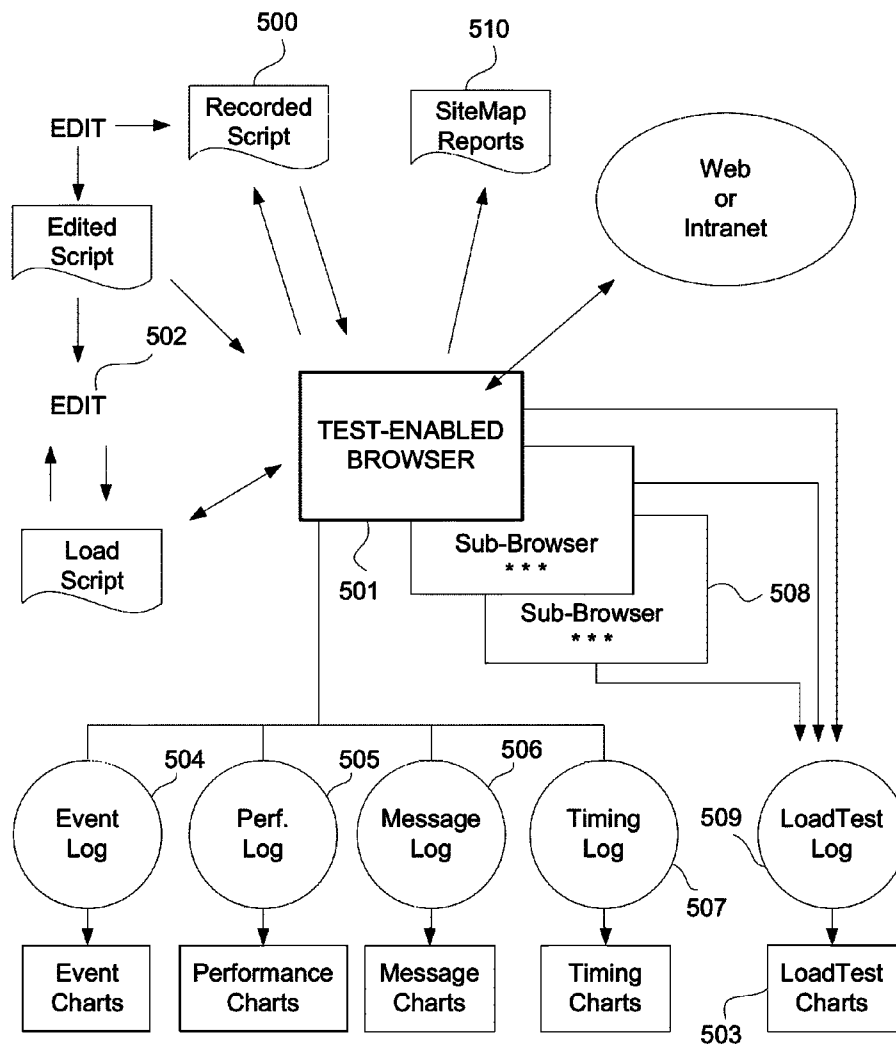 500
510
Recorded
Script
SiteMap
Reports
EDIT
Web
or
Intranet
Edited
Script
502
EDIT
TEST-ENABLED
BROWSER
Load
Script
501
Sub-Browser
* * *
Sub-Browser
* * *
508
504
505
506
Event
Log
Perf.
Log
Message
Log
Timing
Log
507
509
LoadTest
Log
Event
Charts
Performance
Charts
Message
Charts
Timing
Charts
LoadTest
Charts
503